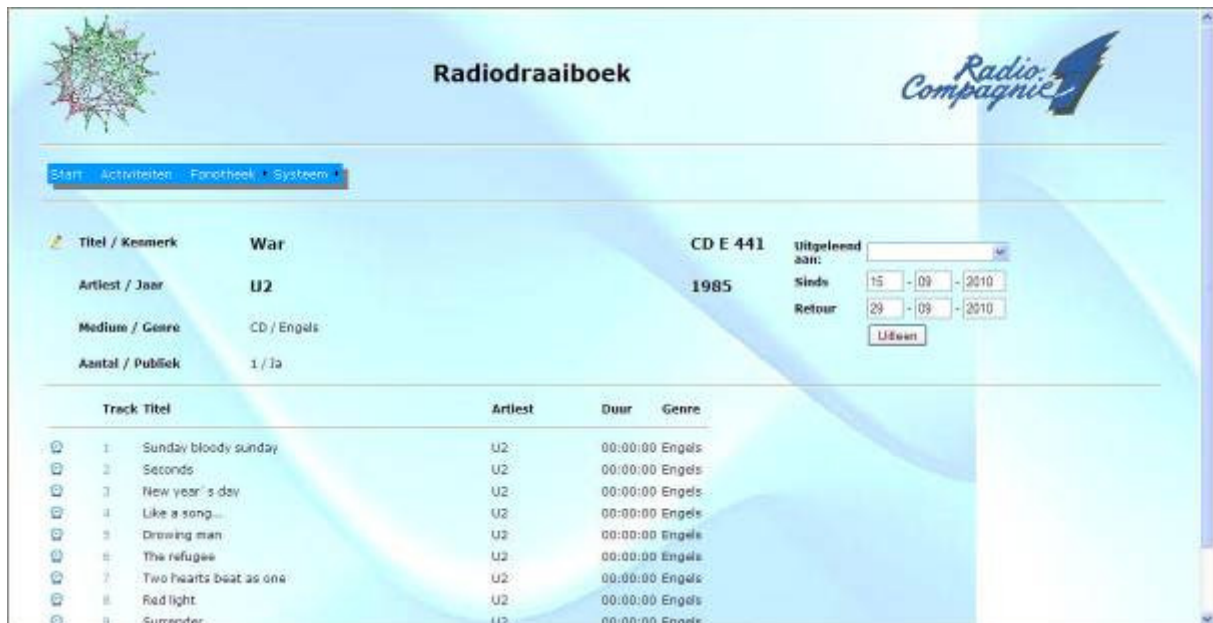 Radiodraaiboek
Radio
Compagnie 1
Start Activiteiten Fonotheek Systeem
Titel / Kenmerk War CD E 441 Uitgeleend aan:
Artiest / Jaar U2 1985 Sinds 15 - 09 - 2010
Retour 29 - 09 - 2010
Medium / Genre CD / Engels Uitleen
Aantal / Publiek 1 / Ja
Track Titel Artiest Duur Genre
1 Sunday bloody sunday U2 00:00:00 Engels
2 Seconds U2 00:00:00 Engels
3 New year`s day U2 00:00:00 Engels
4 Like a song... U2 00:00:00 Engels
5 Drowing man U2 00:00:00 Engels
6 The refugee U2 00:00:00 Engels
7 Two hearts beat as one U2 00:00:00 Engels
8 Red light U2 00:00:00 Engels
9 Surrender U2 00:00:00 Engels